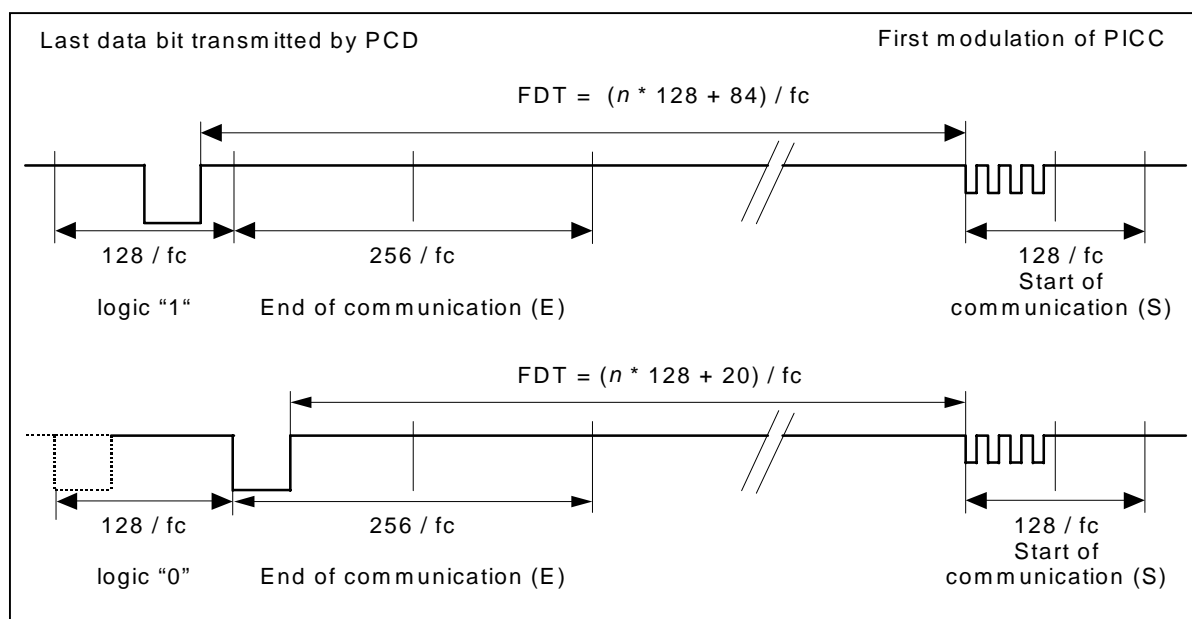 Last data bit transmitted by PCD
First modulation of PICC
FDT = (n * 128 + 84) / fc
128 / fc
256 / fc
128 / fc
logic “1“
End of communication (E)
Start of
communication (S)
FDT = (n * 128 + 20) / fc
128 / fc
256 / fc
128 / fc
logic “0”
End of communication (E)
Start of
communication (S)